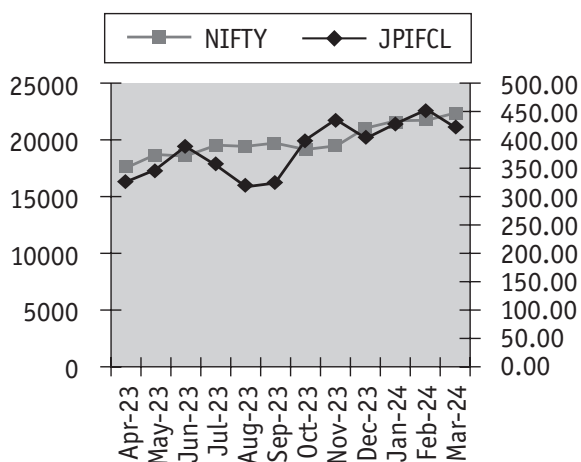 NIFTY JPIFCL
25000
20000
15000
10000
5000
0
500.00
450.00
400.00
350.00
300.00
250.00
200.00
150.00
100.00
50.00
0.00
Apr-23
May-23
Jun-23
Jul-23
Aug-23
Sep-23
Oct-23
Nov-23
Dec-23
Jan-24
Feb-24
Mar-24